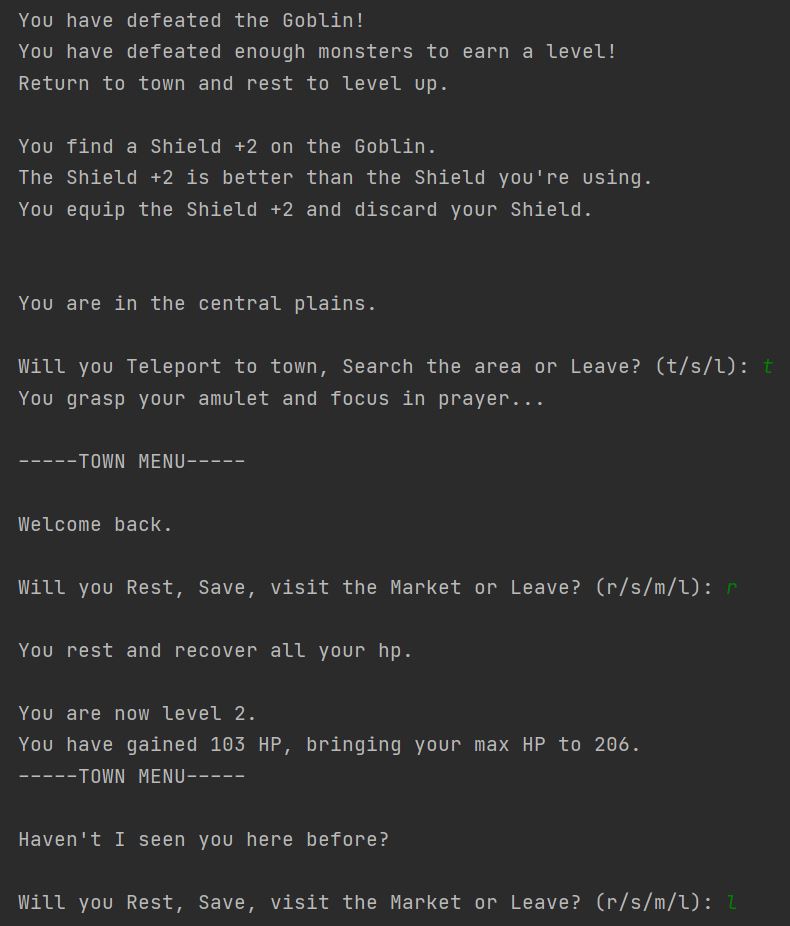 You have defeated the Goblin!
You have defeated enough monsters to earn a level!
Return to town and rest to level up.
You find a Shield +2 on the Goblin.
The Shield +2 is better than the Shield you're using.
You equip the Shield +2 and discard your Shield.
You are in the central plains.
Will you Teleport to town, Search the area or Leave? (t/s/l): t
You grasp your amulet and focus in prayer...
-----TOWN MENU-----
Welcome back.
Will you Rest, Save, visit the Market or Leave? (r/s/m/l): r
You rest and recover all your hp.
You are now level 2.
You have gained 103 HP, bringing your max HP to 206.
-----TOWN MENU-----
Haven't I seen you here before?
Will you Rest, Save, visit the Market or Leave? (r/s/m/l): l